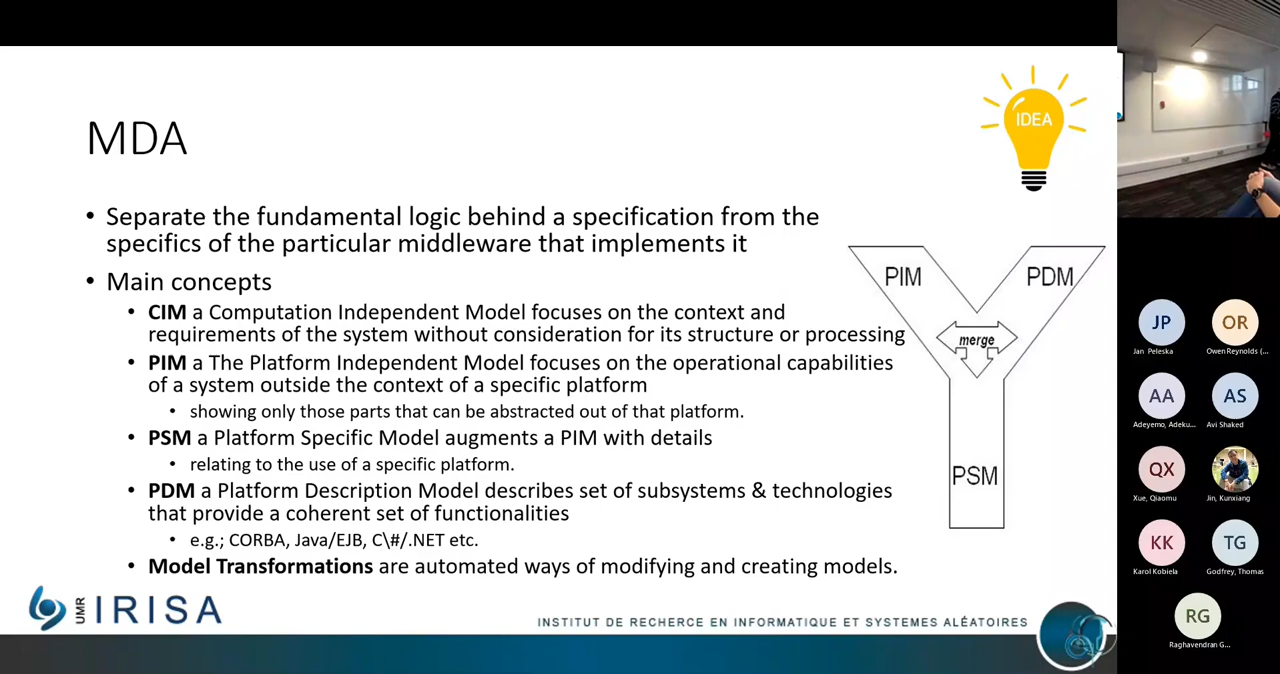 IDEA
MDA
• Separate the fundamental logic behind a specification from the
specifics of the particular middleware that implements it
• Main concepts
• CIM a Computation Independent Model focuses on the context and
requirements of the system without consideration for its structure or processing
• PIM a The Platform Independent Model focuses on the operational capabilities
of a system outside the context of a specific platform
• showing only those parts that can be abstracted out of that platform.
• PSM a Platform Specific Model augments a PIM with details
• relating to the use of a specific platform.
• PDM a Platform Description Model describes set of subsystems & technologies
that provide a coherent set of functionalities
• e.g.; CORBA, Java/EJB, C\#/.NET etc.
• Model Transformations are automated ways of modifying and creating models.
PIM
PDM
merge
PSM
UMR
IRISA
INSTITUT DE RECHERCE EN INFORMATIQUE ET SYSTEMES ALÉATOIRES
JP
Jan Peleska
OR
Owen Reynolds (...
AA
Adeyemo, Adeku...
AS
Avi Shaked
QX
Xue, Qiaomu
Jin, Kunxiang
KK
Karol Kobiela
TG
Godfrey, Thomas
RG
Raghavendran G...